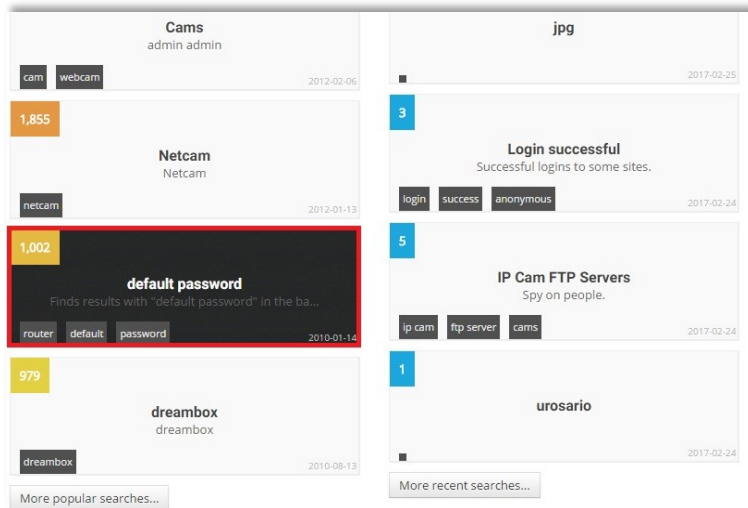 Cams
admin admin
cam webcam
2012-02-06
1,855
Netcam
Netcam
netcam
2012-01-13
1,002
default password
Finds results with "default password" in the ba...
router default password
2010-01-14
979
dreambox
dreambox
dreambox
2010-08-13
More popular searches...
jpg
2017-02-25
3
Login successful
Successful logins to some sites.
login success anonymous
2017-02-24
5
IP Cam FTP Servers
Spy on people.
ip cam ftp server cams
2017-02-24
1
urosario
2017-02-24
More recent searches...